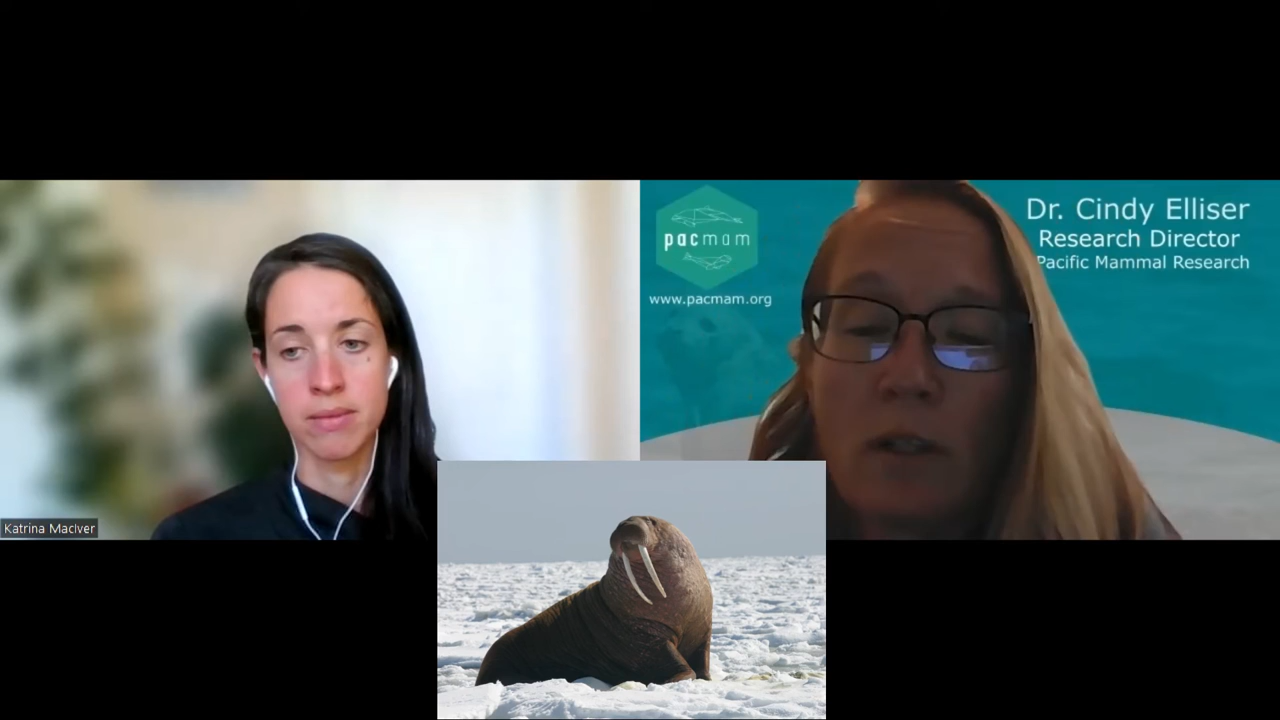 pacmam
www.pacmam.org
Dr. Cindy Elliser
Research Director
Pacific Mammal Research
Katrina MacIver